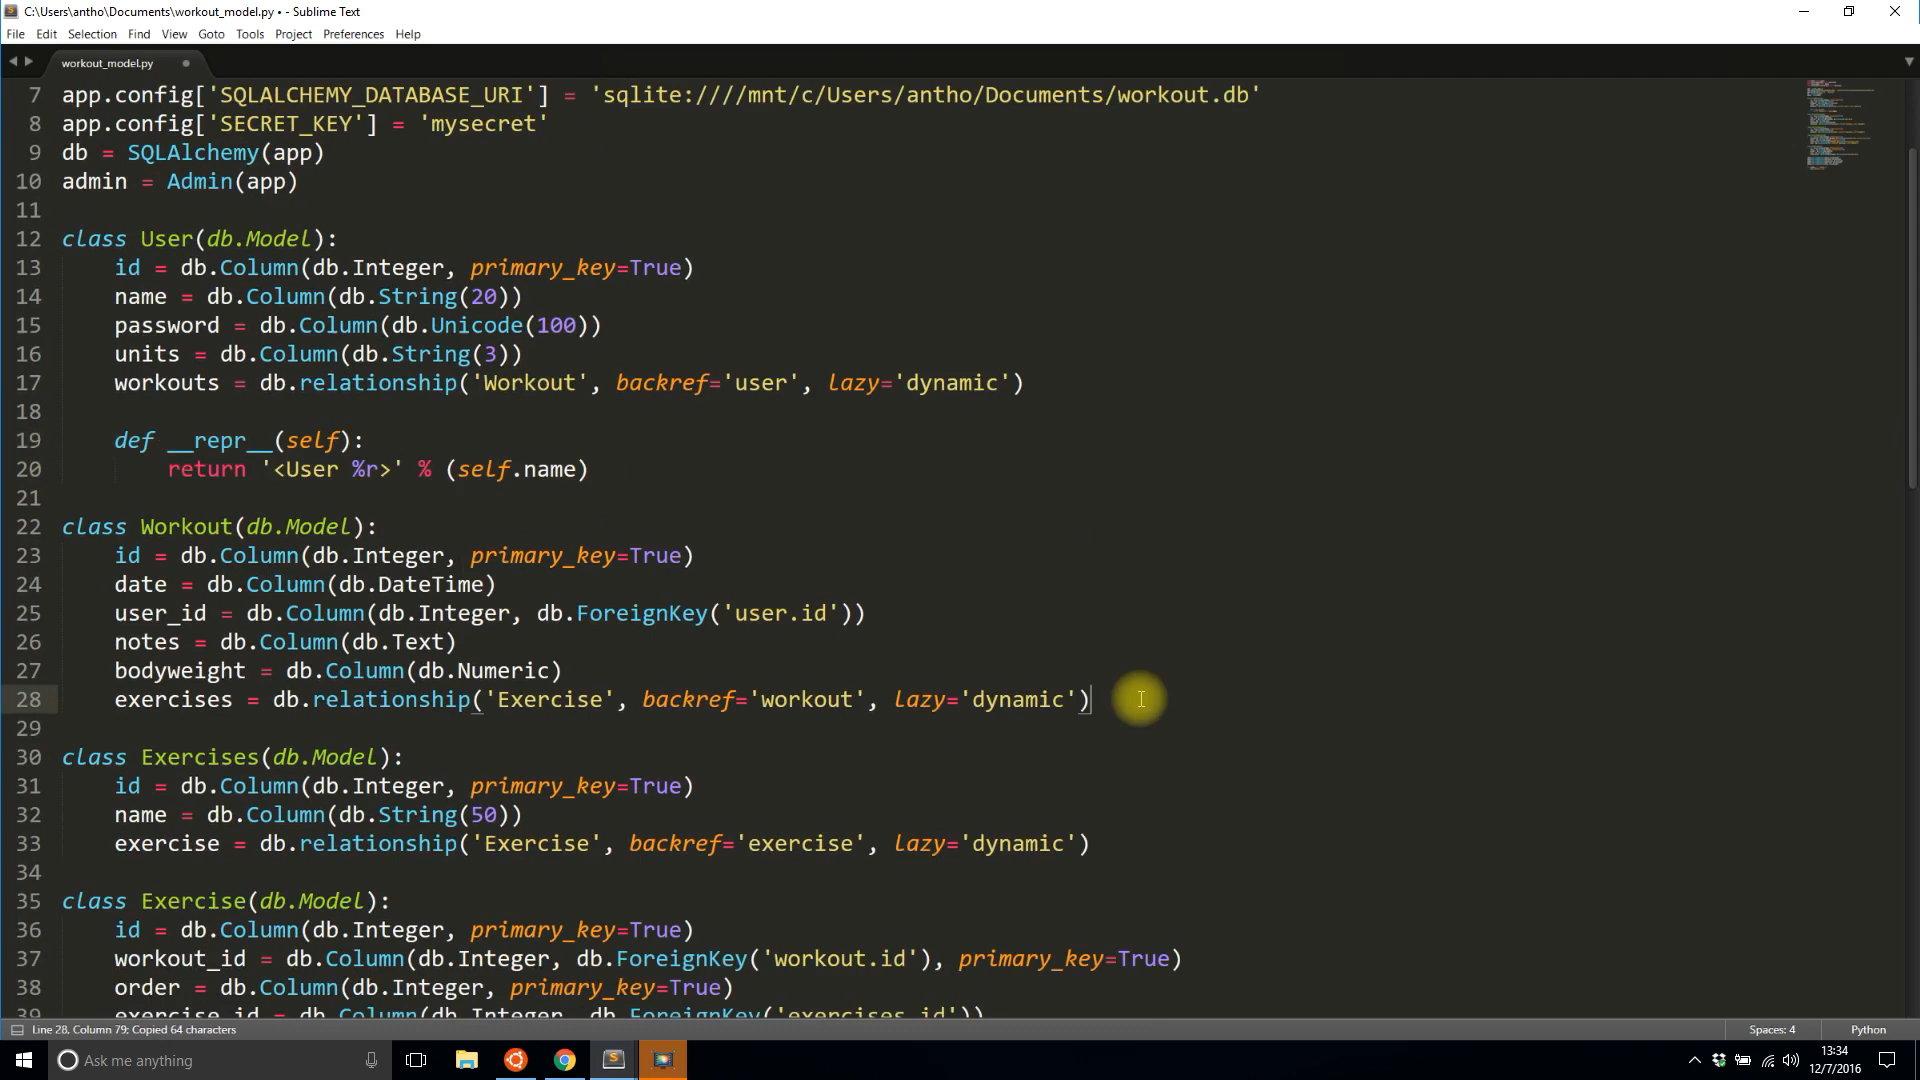 C:\Users\antho\Documents\workout_model.py • - Sublime Text
File Edit Selection Find View Goto Tools Project Preferences Help
workout_model.py
7 app.config['SQLALCHEMY_DATABASE_URI'] = 'sqlite:////mnt/c/Users/antho/Documents/workout.db'
8 app.config['SECRET_KEY'] = 'mysecret'
9 db = SQLAlchemy(app)
10 admin = Admin(app)
11
12 class User(db.Model):
13 id = db.Column(db.Integer, primary_key=True)
14 name = db.Column(db.String(20))
15 password = db.Column(db.Unicode(100))
16 units = db.Column(db.String(3))
17 workouts = db.relationship('Workout', backref='user', lazy='dynamic')
18
19 def __repr__(self):
20 return '<User %r>' % (self.name)
21
22 class Workout(db.Model):
23 id = db.Column(db.Integer, primary_key=True)
24 date = db.Column(db.DateTime)
25 user_id = db.Column(db.Integer, db.ForeignKey('user.id'))
26 notes = db.Column(db.Text)
27 bodyweight = db.Column(db.Numeric)
28 exercises = db.relationship('Exercise', backref='workout', lazy='dynamic')
29
30 class Exercises(db.Model):
31 id = db.Column(db.Integer, primary_key=True)
32 name = db.Column(db.String(50))
33 exercise = db.relationship('Exercise', backref='exercise', lazy='dynamic')
34
35 class Exercise(db.Model):
36 id = db.Column(db.Integer, primary_key=True)
37 workout_id = db.Column(db.Integer, db.ForeignKey('workout.id'), primary_key=True)
38 order = db.Column(db.Integer, primary_key=True)
39 exercise_id = db.Column(db.Integer, db.ForeignKey('exercises.id'))
Line 28, Column 79; Copied 64 characters
Spaces: 4 Python
Ask me anything
13:34
12/7/2016